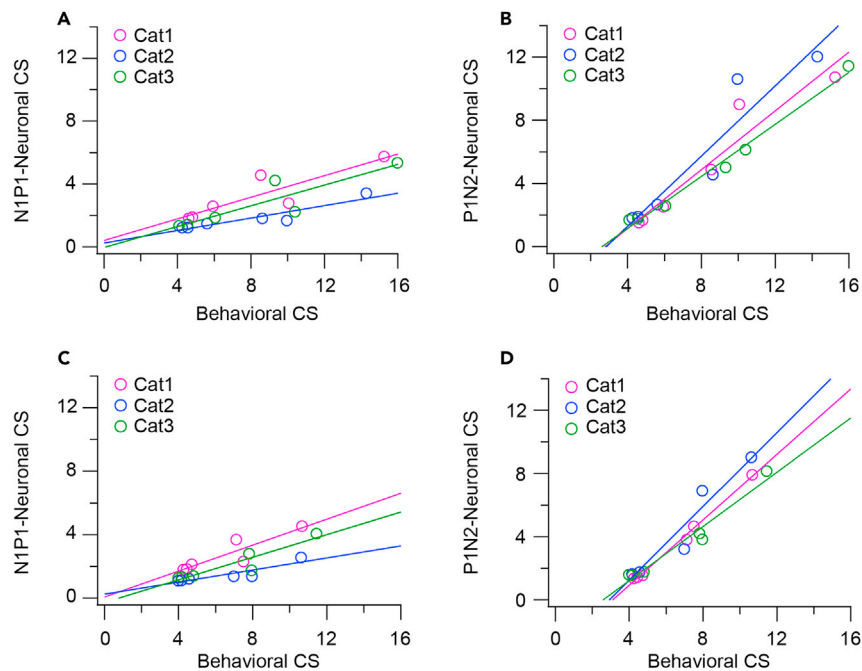 A
Cat1
Cat2
Cat3
N1P1-Neuronal CS
12
8
4
0
0 4 8 12 16
Behavioral CS
B
Cat1
Cat2
Cat3
P1N2-Neuronal CS
12
8
4
0
0 4 8 12 16
Behavioral CS
C
Cat1
Cat2
Cat3
N1P1-Neuronal CS
12
8
4
0
0 4 8 12 16
Behavioral CS
D
Cat1
Cat2
Cat3
P1N2-Neuronal CS
12
8
4
0
0 4 8 12 16
Behavioral CS